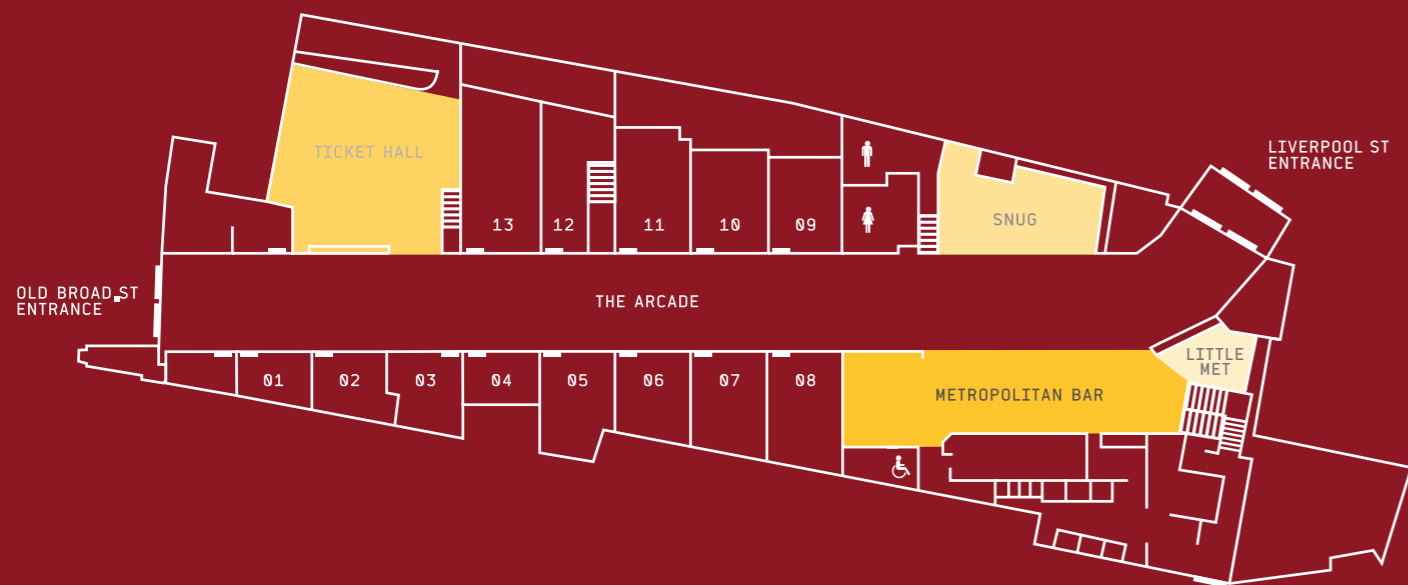 LIVERPOOL ST
ENTRANCE
TICKET HALL
SNUG
13
12
11
10
09
OLD BROAD ST
ENTRANCE
THE ARCADE
LITTLE
MET
01
02
03
04
05
06
07
08
METROPOLITAN BAR